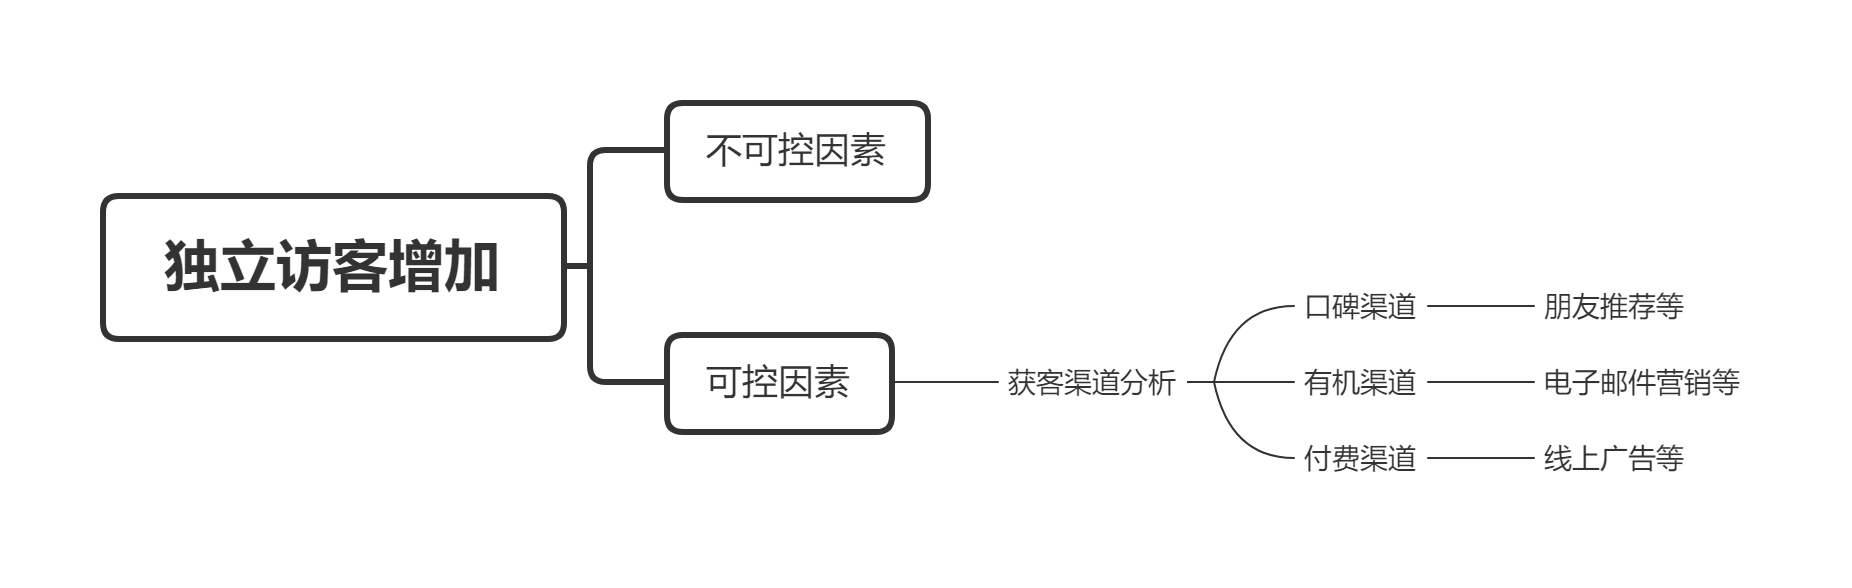 独立访客增加
不可控因素
可控因素
获客渠道分析
口碑渠道
朋友推荐等
有机渠道
电子邮件营销等
付费渠道
线上广告等